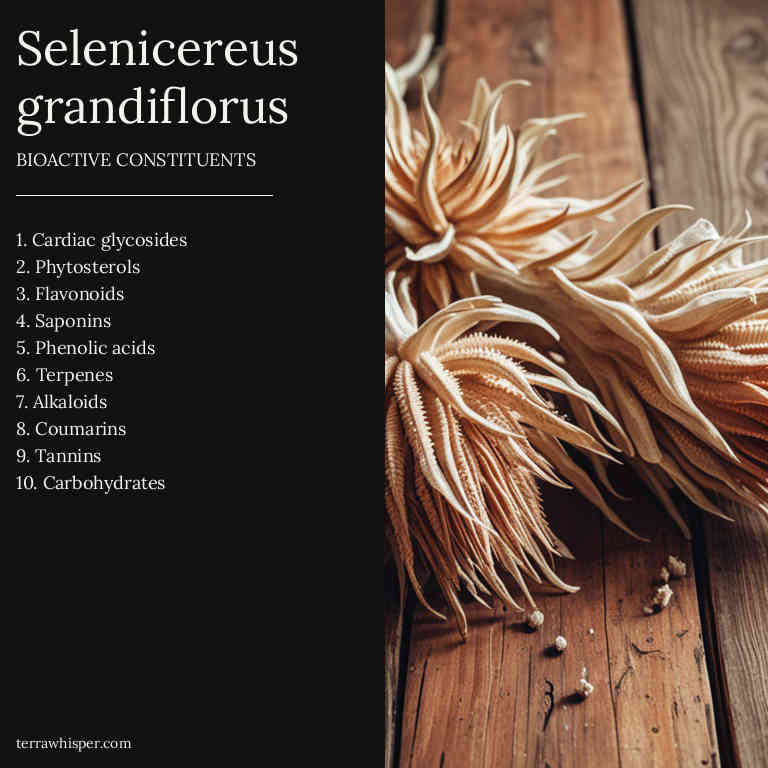 Selenicereus
grandiflorus
BIOACTIVE CONSTITUENTS
1. Cardiac glycosides
2. Phytosterols
3. Flavonoids
4. Saponins
5. Phenolic acids
6. Terpenes
7. Alkaloids
8. Coumarins
9. Tannins
10. Carbohydrates
terrawhisper.com